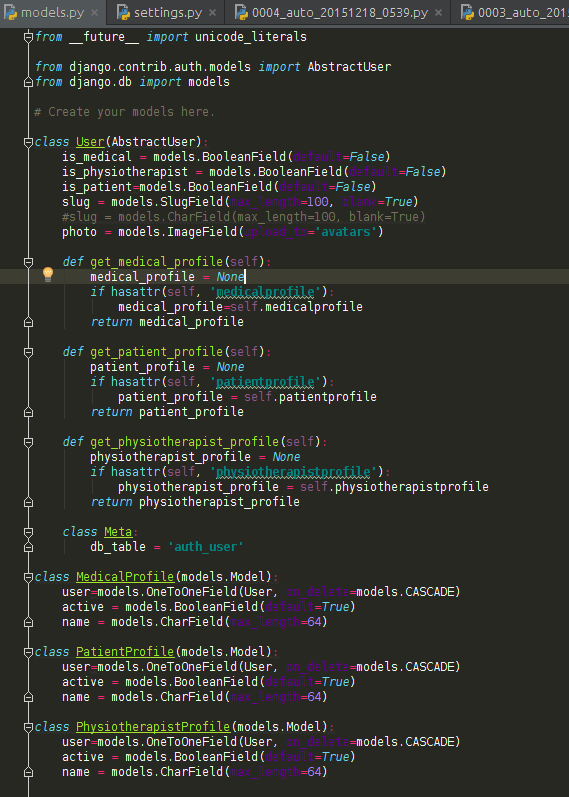 models.py × settings.py × 0004_auto_20151218_0539.py × 0003_auto_201
from __future__ import unicode_literals
from django.contrib.auth.models import AbstractUser
from django.db import models
# Create your models here.
class User(AbstractUser):
    is_medical = models.BooleanField(default=False)
    is_physiotherapist = models.BooleanField(default=False)
    is_patient=models.BooleanField(default=False)
    slug = models.SlugField(max_length=100, blank=True)
    #slug = models.CharField(max_length=100, blank=True)
    photo = models.ImageField(upload_to='avatars')
    def get_medical_profile(self):
        medical_profile = None
        if hasattr(self, 'medicalprofile'):
            medical_profile=self.medicalprofile
        return medical_profile
    def get_patient_profile(self):
        patient_profile = None
        if hasattr(self, 'patientprofile'):
            patient_profile = self.patientprofile
        return patient_profile
    def get_physiotherapist_profile(self):
        physiotherapist_profile = None
        if hasattr(self, 'physiotherapistprofile'):
            physiotherapist_profile = self.physiotherapistprofile
        return physiotherapist_profile
    class Meta:
        db_table = 'auth_user'
class MedicalProfile(models.Model):
    user=models.OneToOneField(User, on_delete=models.CASCADE)
    active = models.BooleanField(default=True)
    name = models.CharField(max_length=64)
class PatientProfile(models.Model):
    user=models.OneToOneField(User, on_delete=models.CASCADE)
    active = models.BooleanField(default=True)
    name = models.CharField(max_length=64)
class PhysiotherapistProfile(models.Model):
    user=models.OneToOneField(User, on_delete=models.CASCADE)
    active = models.BooleanField(default=True)
    name = models.CharField(max_length=64)